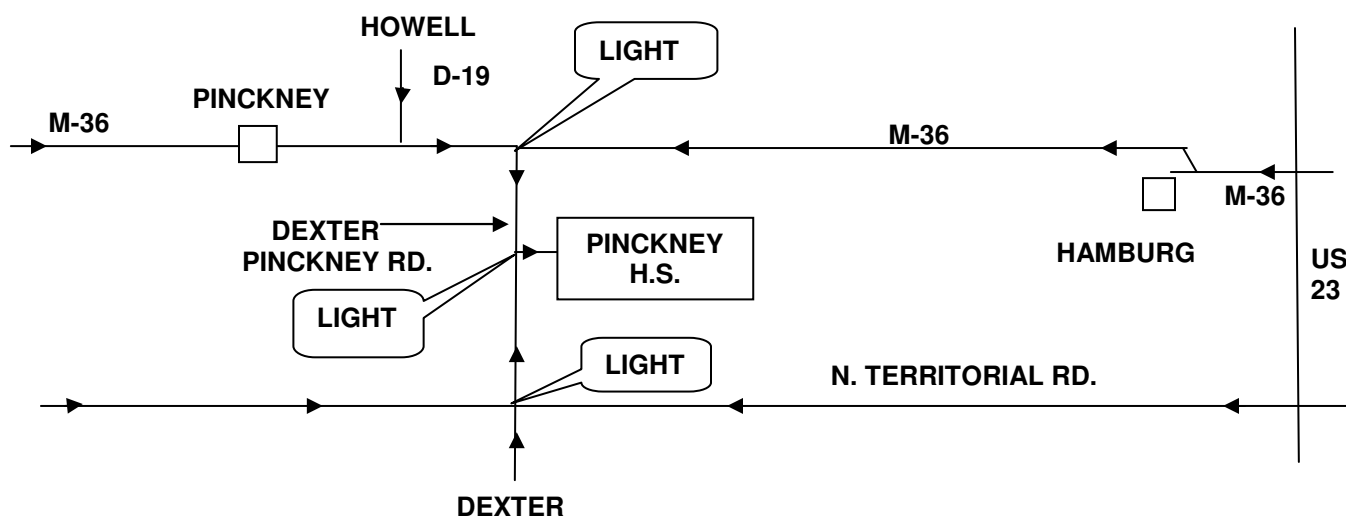 HOWELL
LIGHT
D-19
PINCKNEY
M-36
M-36
M-36
DEXTER
PINCKNEY RD.
PINCKNEY
H.S.
HAMBURG
US
23
LIGHT
LIGHT
N. TERRITORIAL RD.
DEXTER